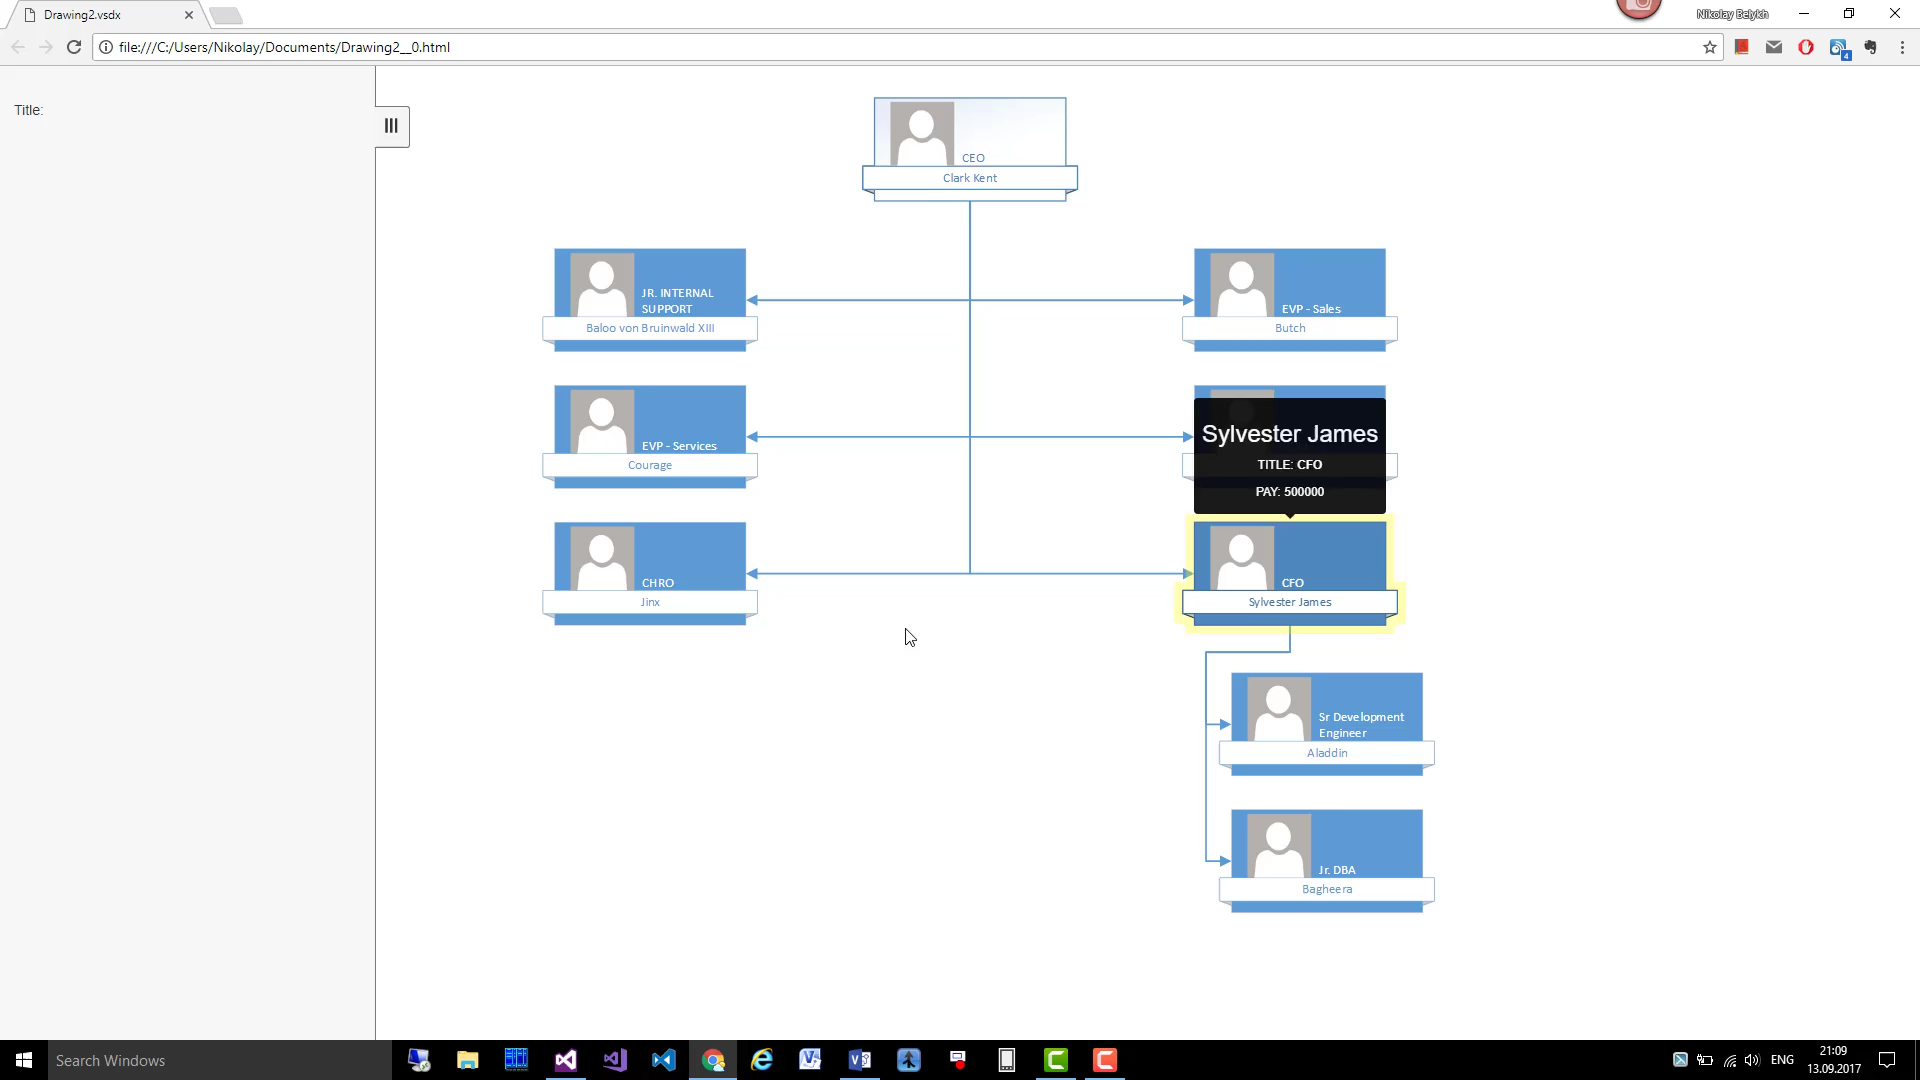 Drawing2.vsdx
Nikolay Belykh
file:///C:/Users/Nikolay/Documents/Drawing2__0.html
4
Title:
CEO
Clark Kent
JR. INTERNAL
SUPPORT
Baloo von Bruinwald XIII
EVP - Sales
Butch
EVP - Services
Courage
Sylvester James
TITLE: CFO
PAY: 500000
CHRO
Jinx
CFO
Sylvester James
Sr Development
Engineer
Aladdin
Jr. DBA
Bagheera
Search Windows
ENG
21:09
13.09.2017